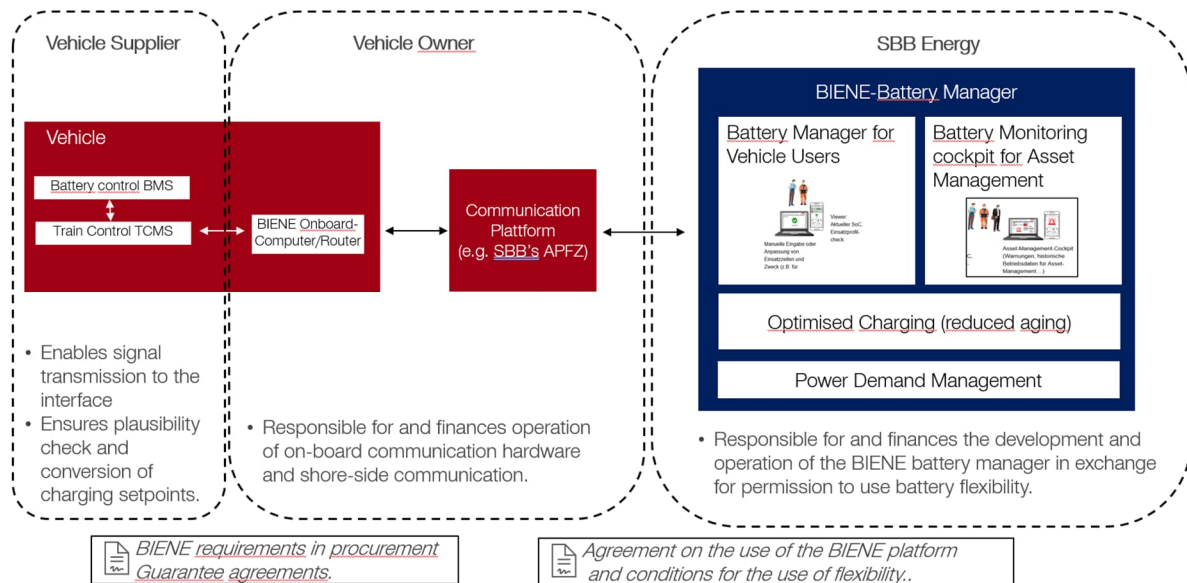 Vehicle Supplier
Vehicle Owner
SBB Energy
Vehicle
Battery control BMS
Train Control TCMS
BIENE Onboard-
Computer/Router
Communication
Plattform
(e.g. SBB's APFZ)
BIENE-Battery Manager
Battery Manager for
Vehicle Users
Viewer
Aktueller SoC,
Einsatzprofil-
check.
Manuelle Eingabe oder
Anpassung von
Einsatzzeiten und
Zweck (z.B. für
Battery Monitoring
cockpit for Asset
Management
C,
Asset-Management-Cockpit
(Warnungen, historische
Betriebsdaten für Asset-
Management…)
Optimised Charging (reduced aging)
Power Demand Management
• Enables signal
transmission to the
interface
• Ensures plausibility
check and
conversion of
charging setpoints.
• Responsible for and finances operation
of on-board communication hardware
and shore-side communication.
• Responsible for and finances the development and
operation of the BIENE battery manager in exchange
for permission to use battery flexibility.
BIENE requirements in procurement
Guarantee agreements.
Agreement on the use of the BIENE platform
and conditions for the use of flexibility..